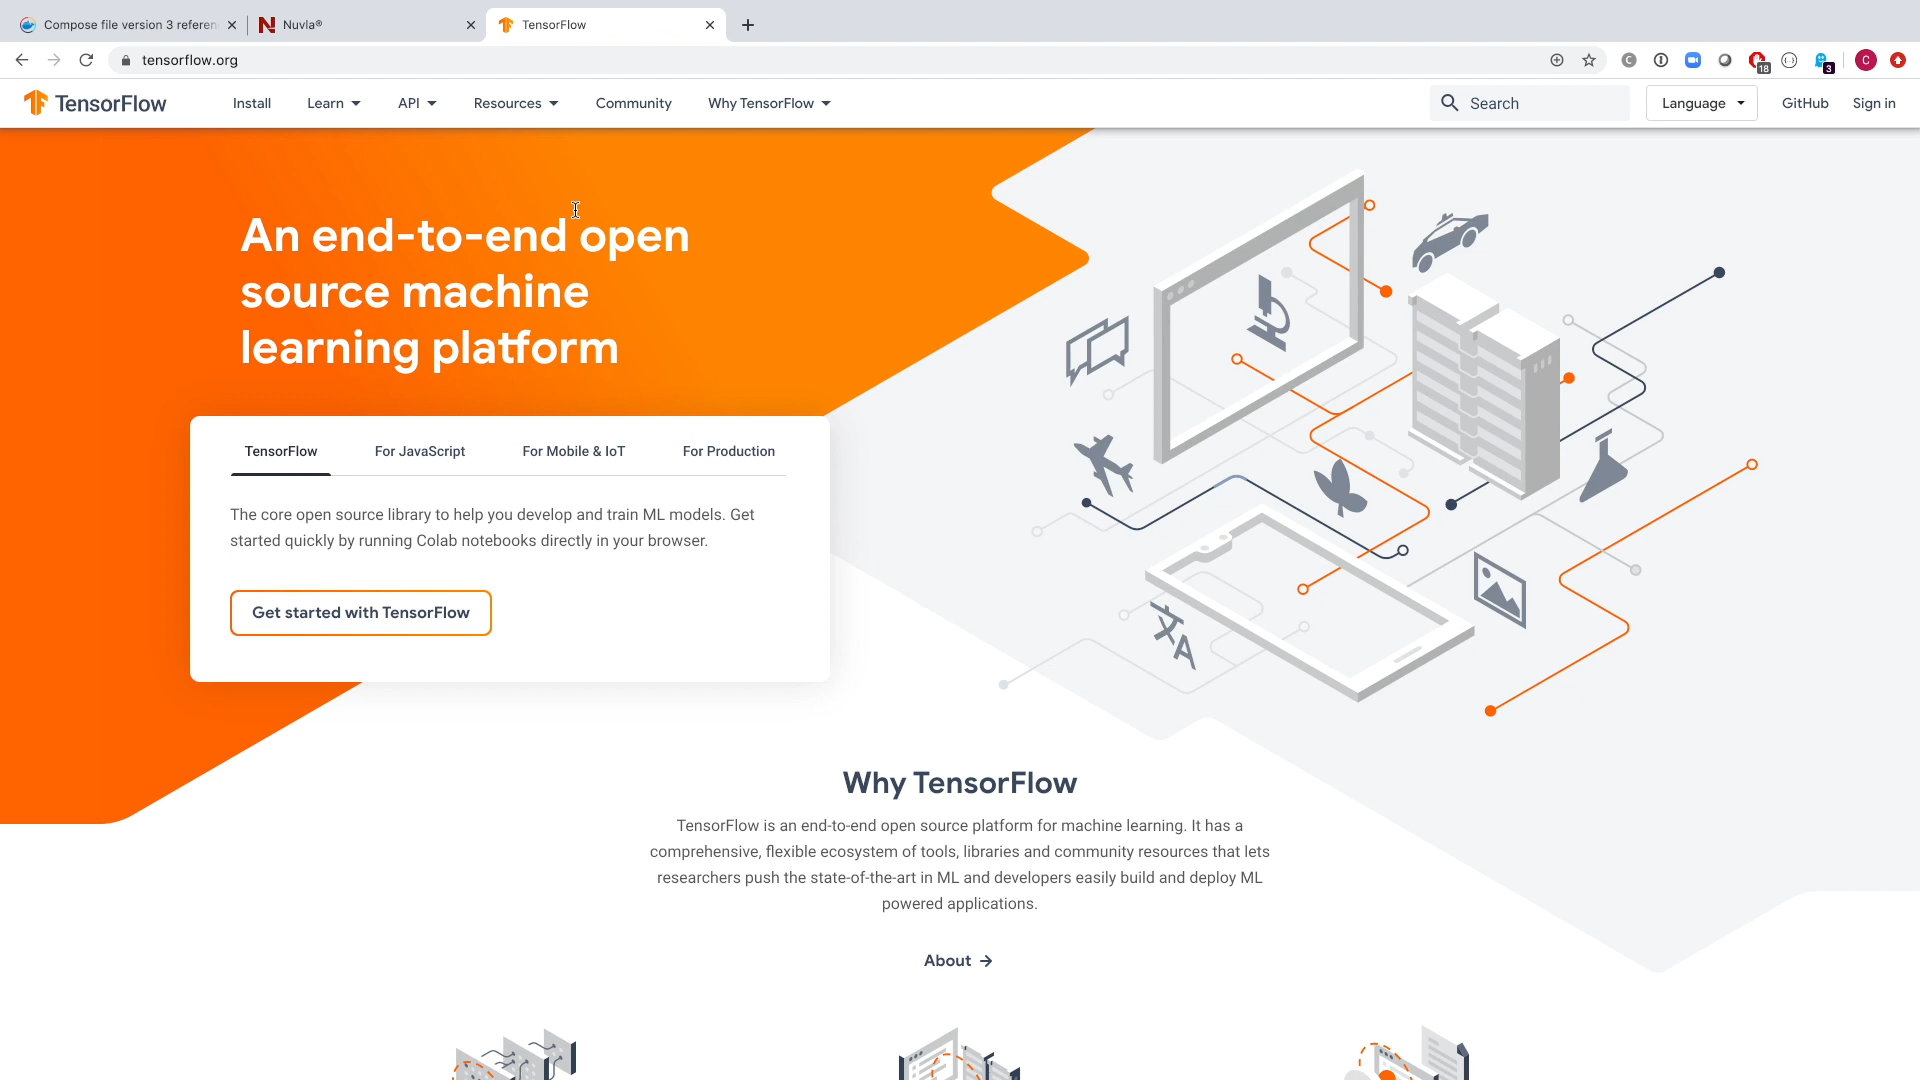 Compose file version 3 referen
Nuvla®
TensorFlow
tensorflow.org
18
3
C
TensorFlow
Install
Learn
API
Resources
Community
Why TensorFlow
Search
Language
GitHub
Sign in
An end-to-end open
source machine
learning platform
TensorFlow
For JavaScript
For Mobile & IoT
For Production
The core open source library to help you develop and train ML models. Get
started quickly by running Colab notebooks directly in your browser.
Get started with TensorFlow
Why TensorFlow
TensorFlow is an end-to-end open source platform for machine learning. It has a
comprehensive, flexible ecosystem of tools, libraries and community resources that lets
researchers push the state-of-the-art in ML and developers easily build and deploy ML
powered applications.
About →